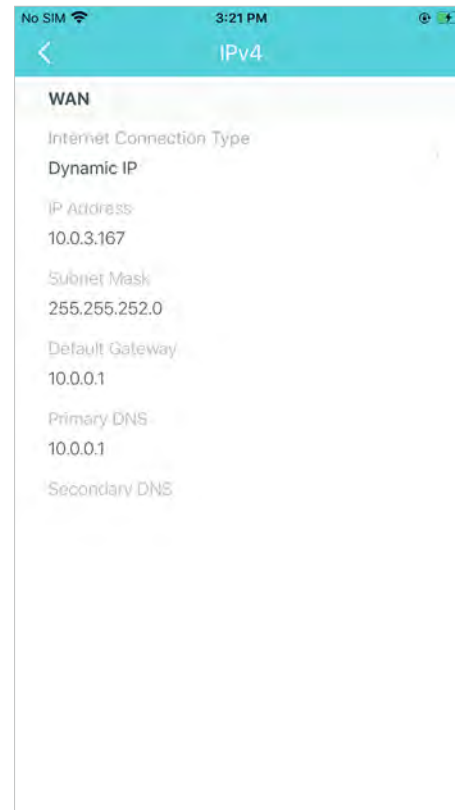 No SIM 3:21 PM
IPv4
WAN
Internet Connection Type
Dynamic IP
IP Address
10.0.3.167
Subnet Mask
255.255.252.0
Default Gateway
10.0.0.1
Primary DNS
10.0.0.1
Secondary DNS